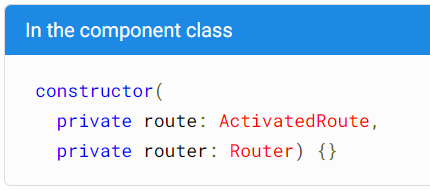 In the component class
constructor(
  private route: ActivatedRoute,
  private router: Router) {}